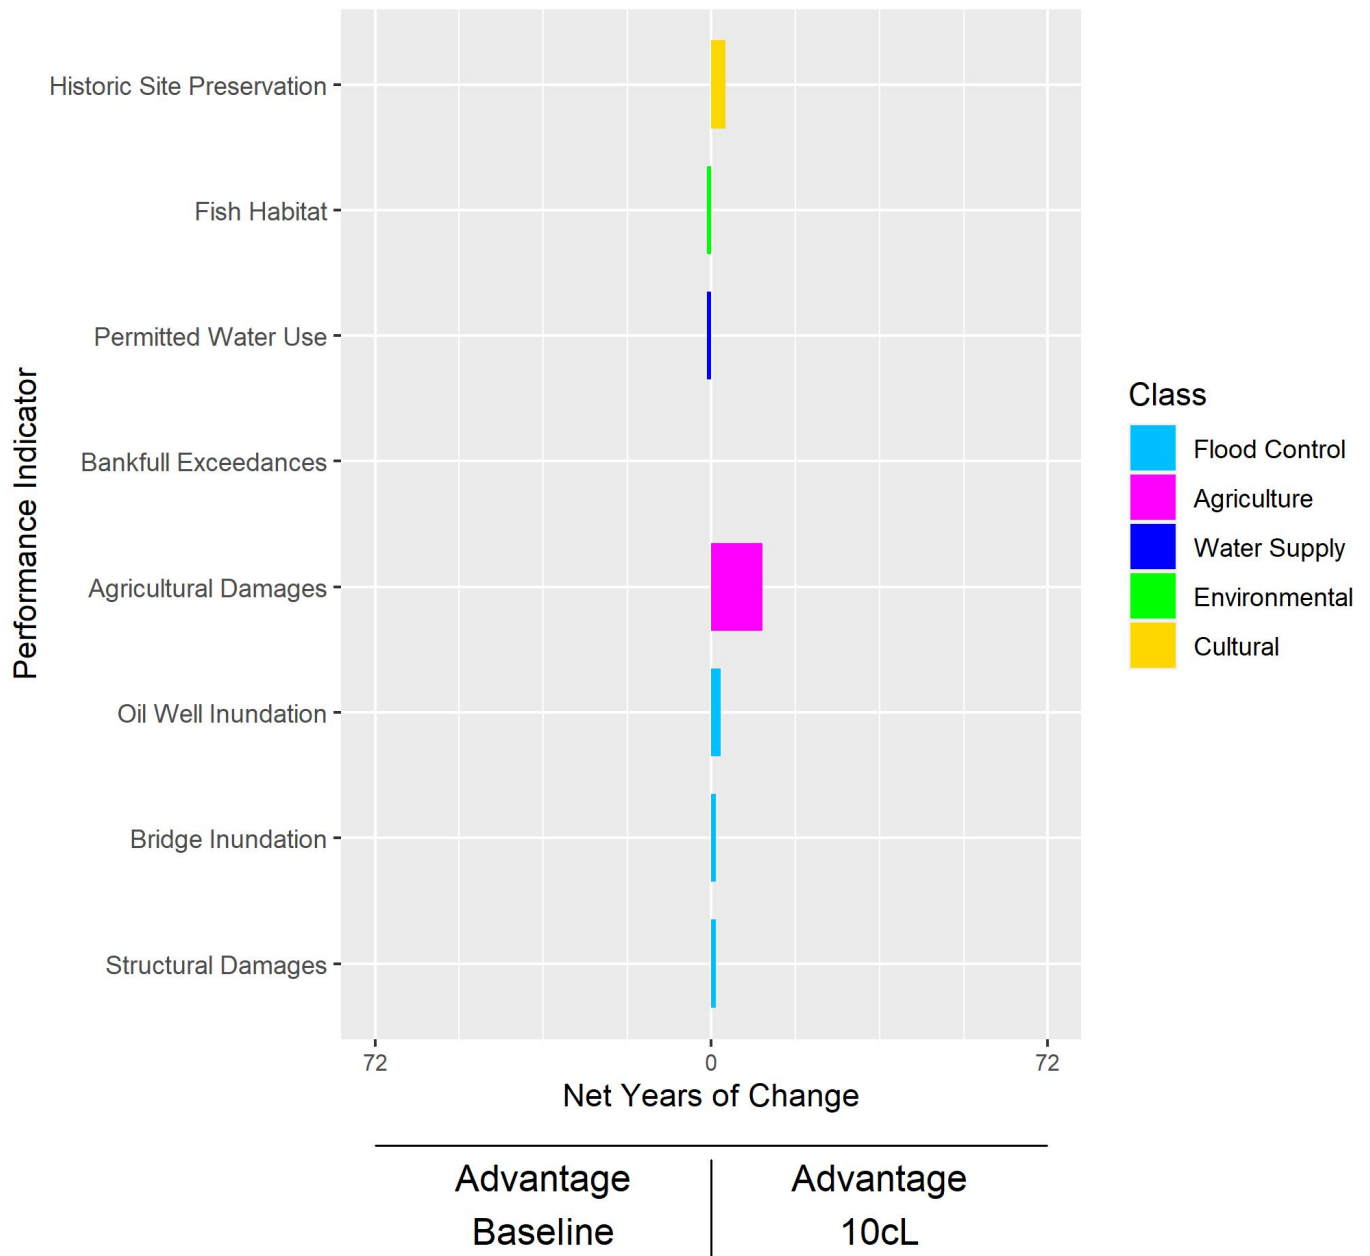 Historic Site Preservation
Fish Habitat
Permitted Water Use
Bankfull Exceedances
Agricultural Damages
Oil Well Inundation
Bridge Inundation
Structural Damages
Performance Indicator
72 0 72
Net Years of Change
Advantage Advantage
Baseline 10cL
Class
Flood Control
Agriculture
Water Supply
Environmental
Cultural